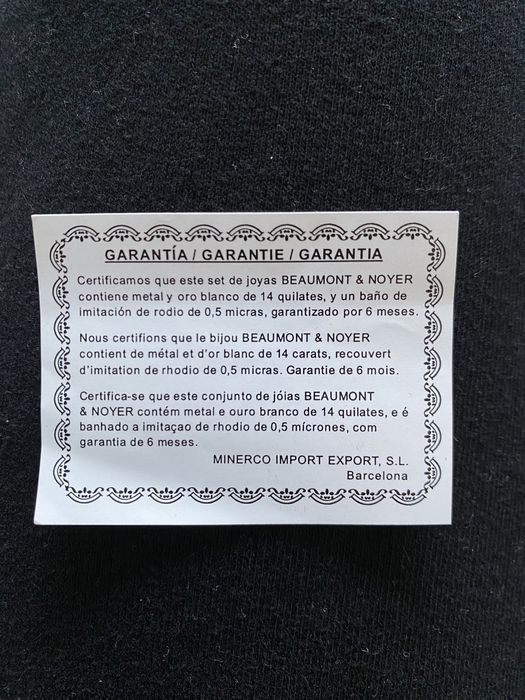 GARANTÍA / GARANTIE / GARANTIA
Certificamos que este set de joyas BEAUMONT & NOYER
contiene metal y oro blanco de 14 quilates, y un baño de
imitación de rodio de 0,5 micras, garantizado por 6 meses.
Nous certifions que le bijou BEAUMONT & NOYER
contient de métal et d'or blanc de 14 carats, recouvert
d'imitation de rhodio de 0,5 micras. Garantie de 6 mois.
Certifica-se que este conjunto de jóias BEAUMONT
& NOYER contém metal e ouro branco de 14 quilates, e é
banhado a imitaçao de rhodio de 0,5 mícrones, com
garantia de 6 meses.
MINERCO IMPORT EXPORT, S.L.
Barcelona